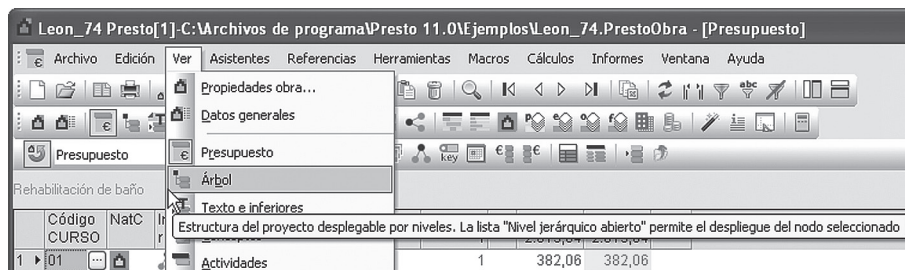 Leon_74 Presto[1]-C:\Archivos de programa\Presto 11.0\Ejemplos\Leon_74.PrestoObra - [Presupuesto]
Archivo Edición Ver Asistentes Referencias Herramientas Macros Cálculos Informes Ventana Ayuda
Propiedades obra...
Datos generales
Presupuesto Presupuesto
key
Árbol
Rehabilitación de baño
Texto e inferiores
Código NatC
Estructura del proyecto desplegable por niveles. La lista "Nivel jerárquico abierto" permite el despliegue del nodo seleccionado
CURSO
1 01 Actividades 1 382,06 382,06